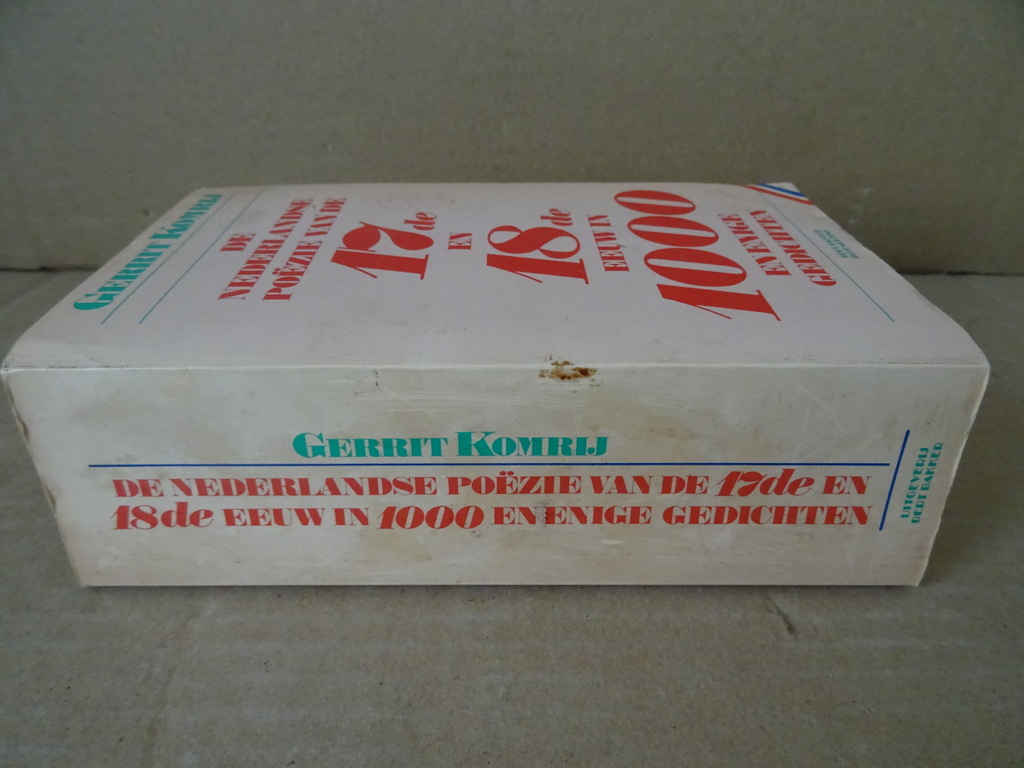 GERRIT KOMRIJ
DE
NEDERLANDSE
POËZIE VAN DE
17de
EN
18de
EEUW IN
1000
EN ENIGE
GEDICHTEN
GERRIT KOMRIJ
DE NEDERLANDSE POËZIE VAN DE 17de EN
18de EEUW IN 1000 EN ENIGE GEDICHTEN
UITGEVERIJ
BERT BAKKER